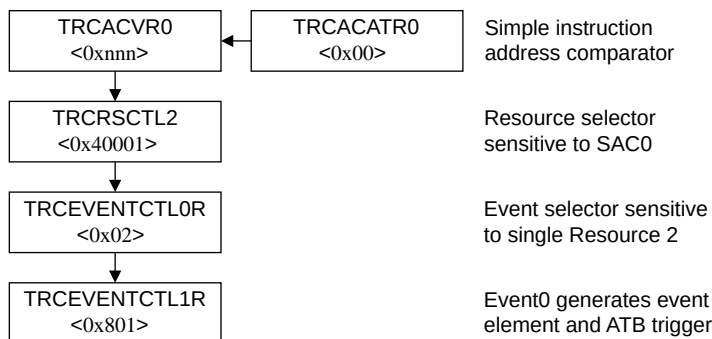 TRCACVR0
<0xnnn>
TRCACATR0
<0x00>
Simple instruction
address comparator
TRCRSCTL2
<0x40001>
Resource selector
sensitive to SAC0
TRCEVENTCTL0R
<0x02>
Event selector sensitive
to single Resource 2
TRCEVENTCTL1R
<0x801>
Event0 generates event
element and ATB trigger